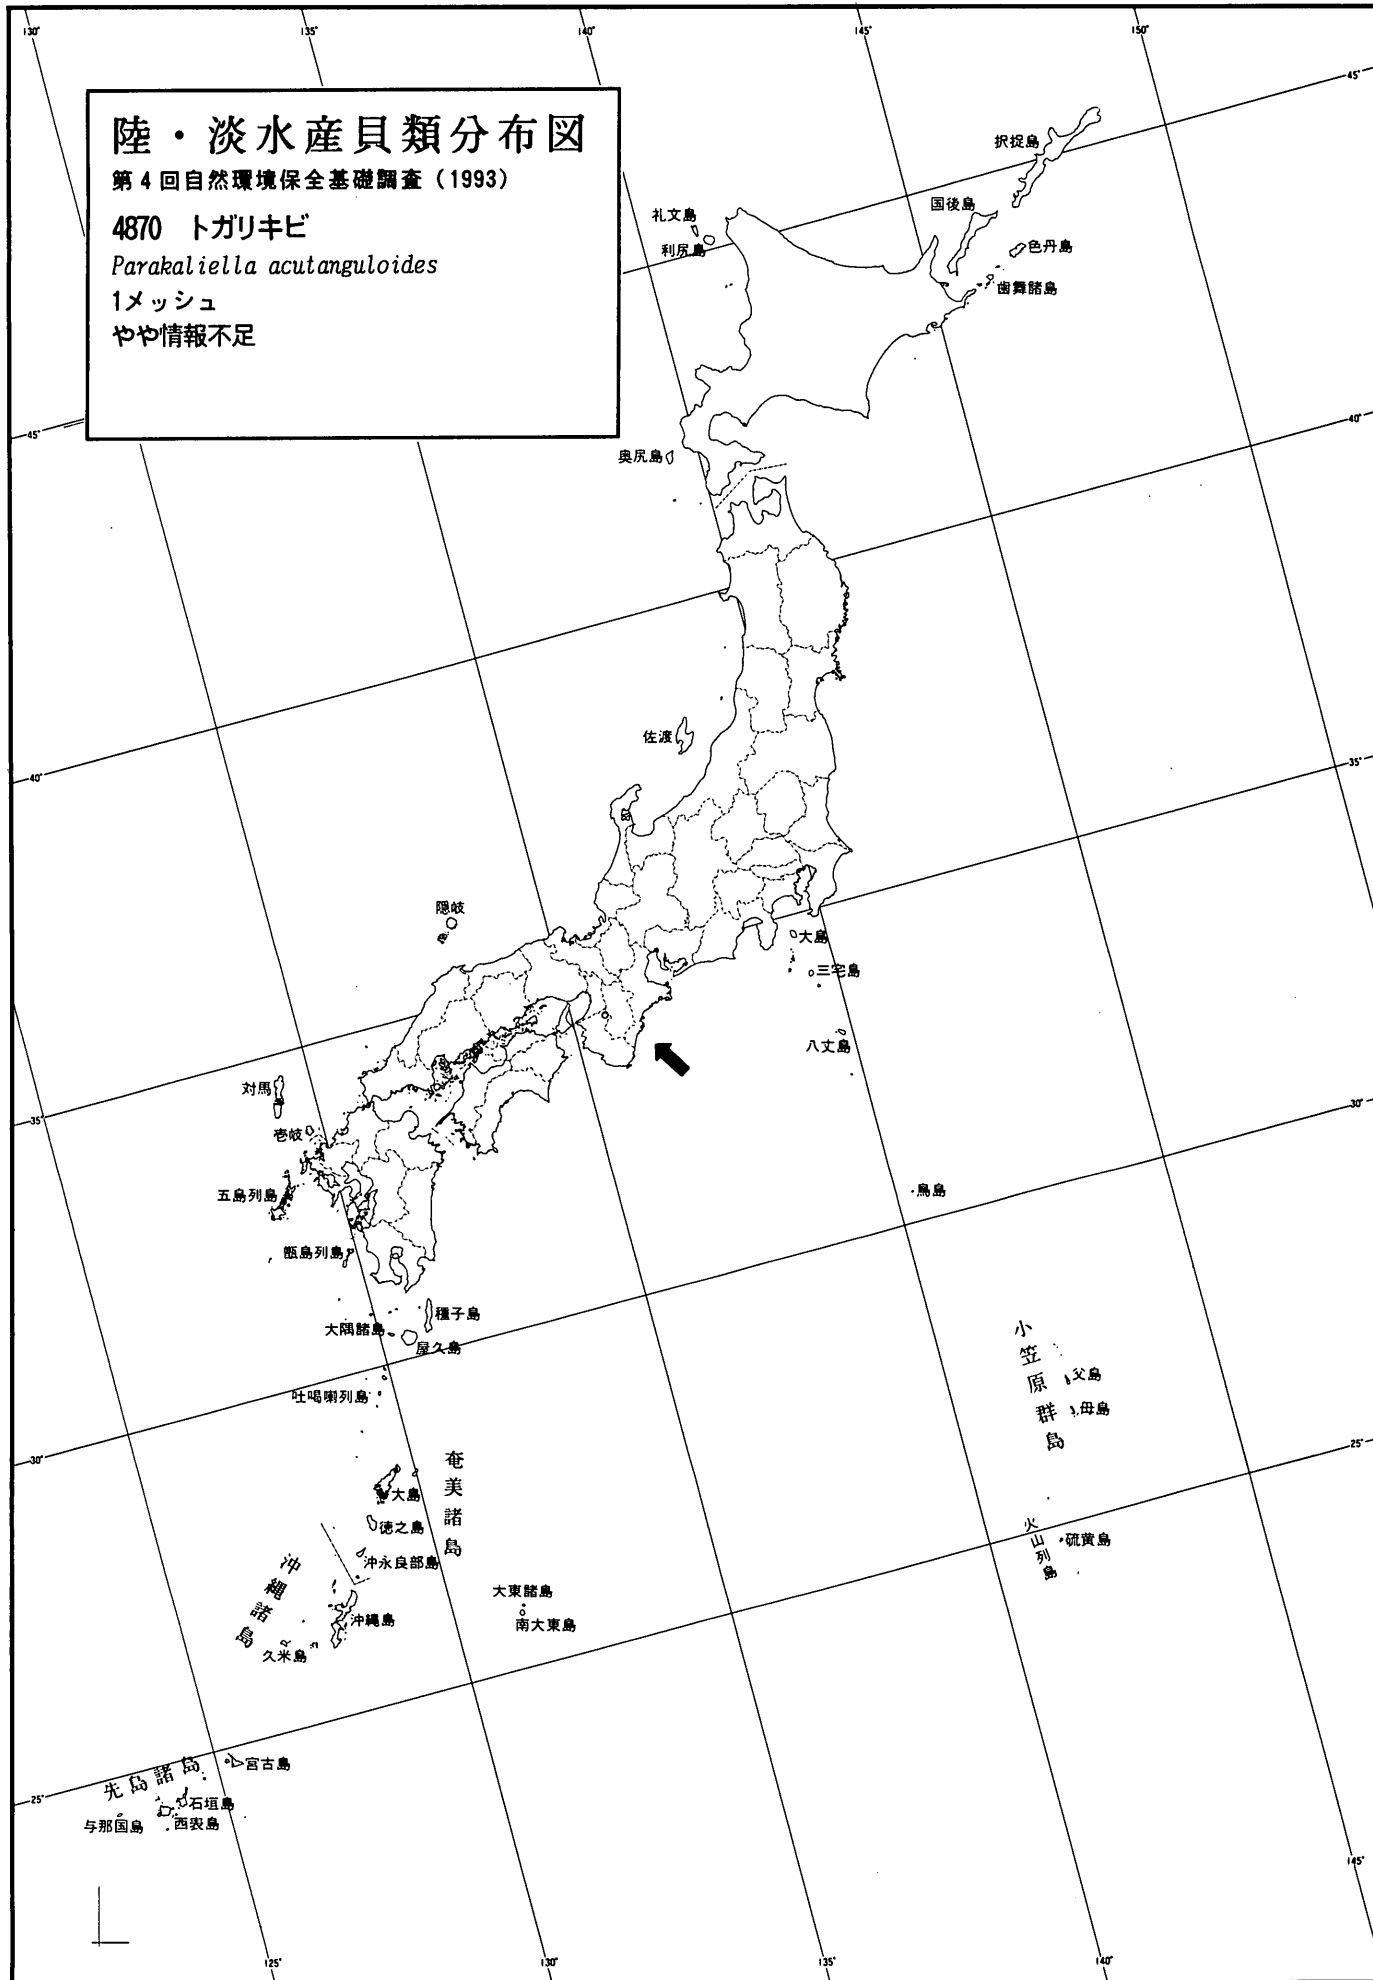 130°
135°
140°
145°
150°
陸・淡水産貝類分布図
第4回自然環境保全基礎調査(1993)
4870 トガリキビ
Parakaliella acutanguloides
1メッシュ
やや情報不足
45°
択捉島
国後島
礼文島
利尻島
色丹島
歯舞諸島
40°
45°
奥尻島
佐渡
35°
40°
隠岐
大島
三宅島
八丈島
対馬
30°
35°
壱岐
五島列島
鳥島
甑島列島
種子島
大隅諸島
屋久島
小笠原群島
父島
吐噶喇列島
母島
25°
30°
奄美諸島
大島
徳之島
火山列島
硫黄島
沖縄諸島
沖永良部島
大東諸島
沖縄島
南大東島
久米島
先島諸島
宮古島
25°
石垣島
与那国島
西表島
145°
125°
130°
135°
140°